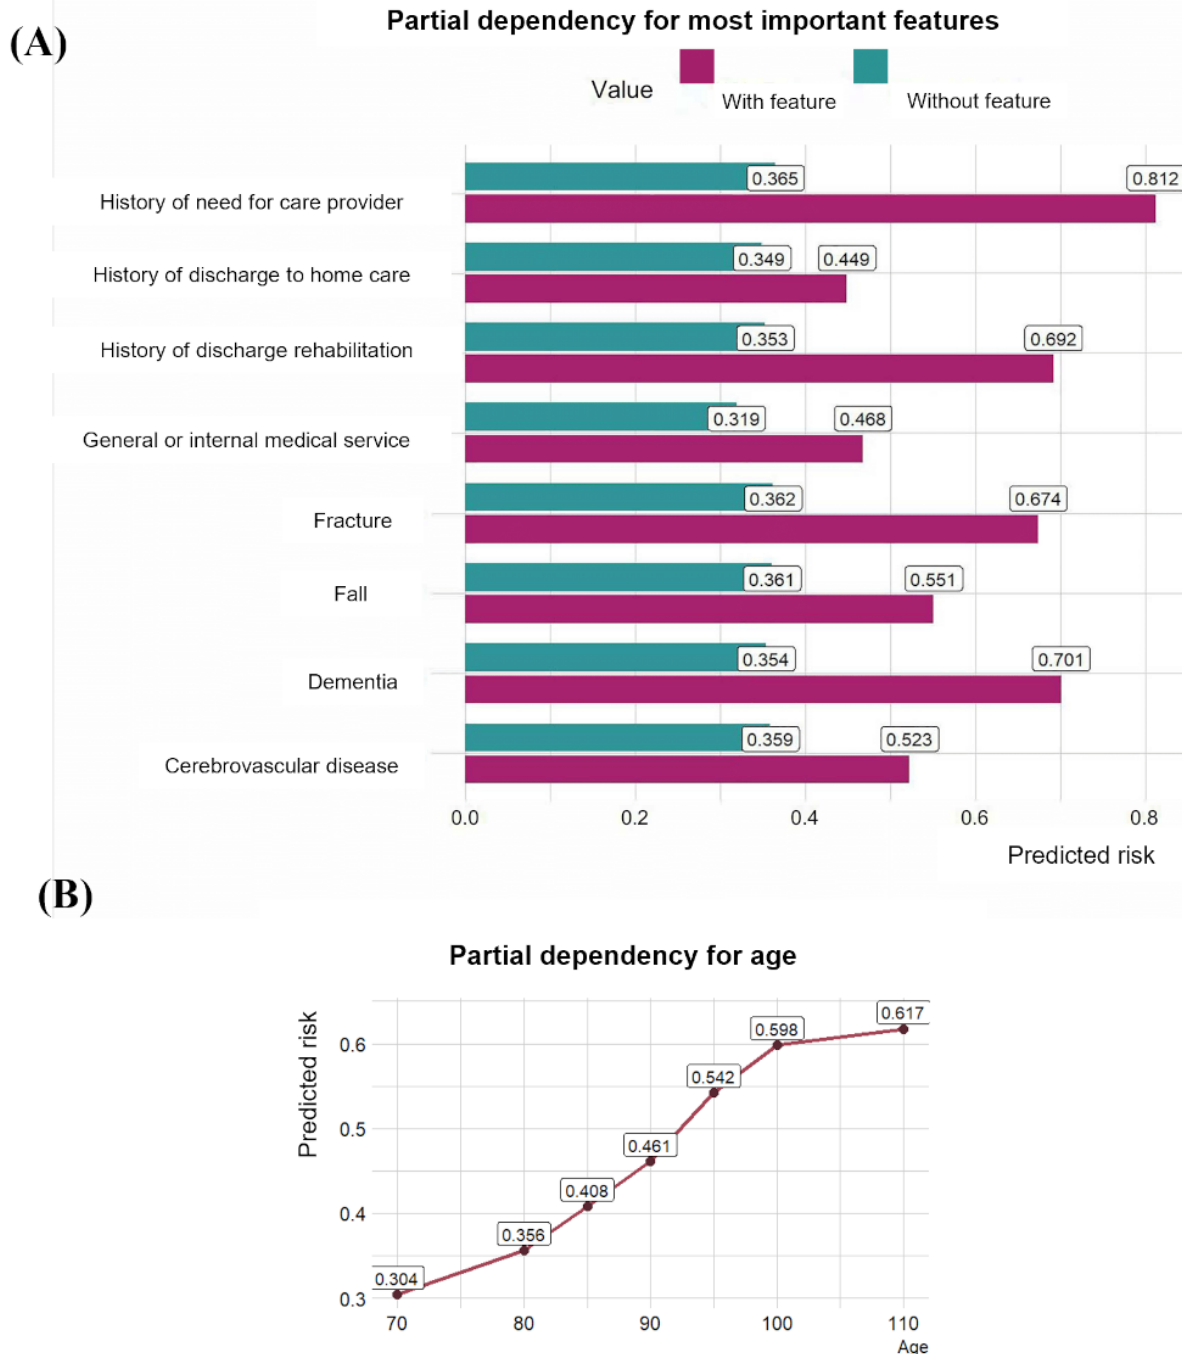 (A)
Partial dependency for most important features
Value With feature Without feature
0.365 0.812
History of need for care provider
0.349 0.449
History of discharge to home care
0.353 0.692
History of discharge rehabilitation
0.319 0.468
General or internal medical service
0.362 0.674
Fracture
0.361 0.551
Fall
0.354 0.701
Dementia
0.359 0.523
Cerebrovascular disease
0.0 0.2 0.4 0.6 0.8
Predicted risk
(B)
Partial dependency for age
Predicted risk
0.617
0.598
0.6
0.542
0.5
0.461
0.408
0.4
0.356
0.304
0.3
70 80 90 100 110
Age